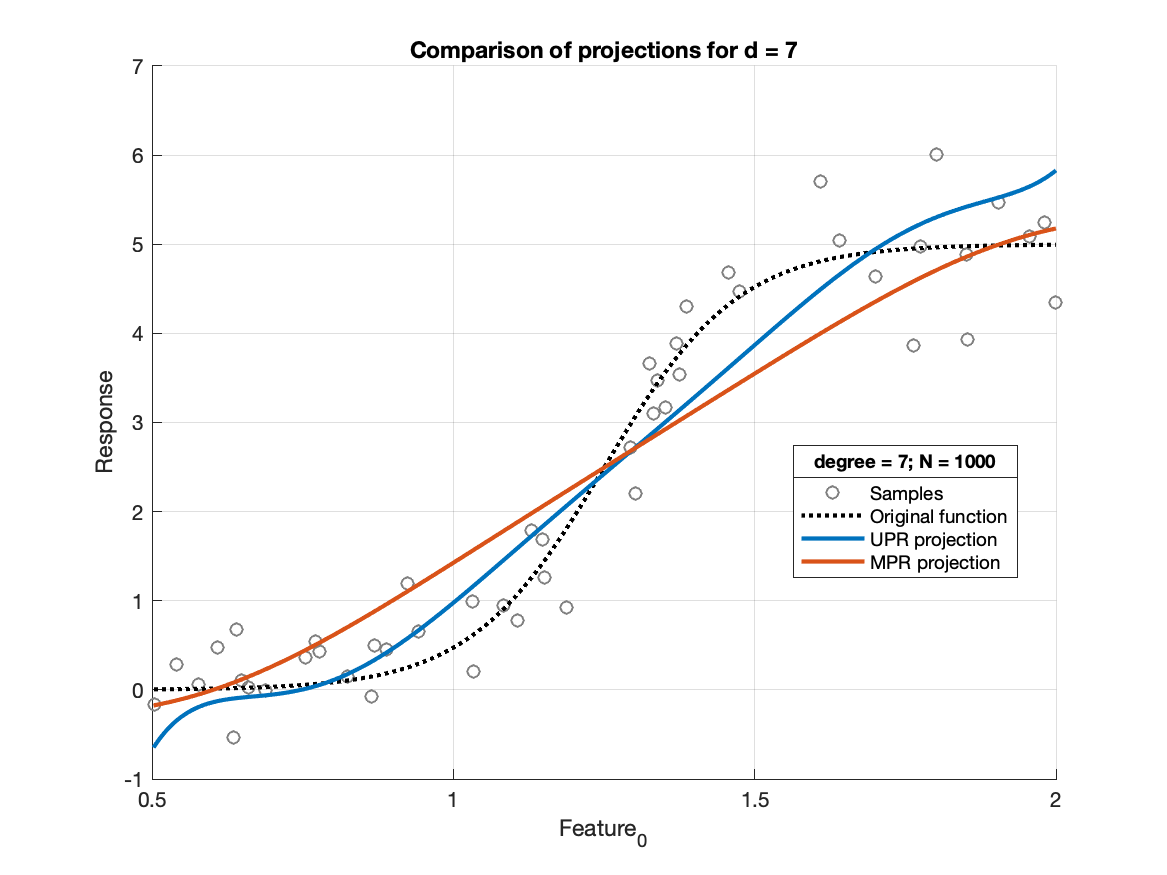 Comparison of projections for d = 7
7
6
5
4
3
2
1
0
-1
Response
0.5
1
1.5
2
Feature0
degree = 7; N = 1000
Samples
Original function
UPR projection
MPR projection